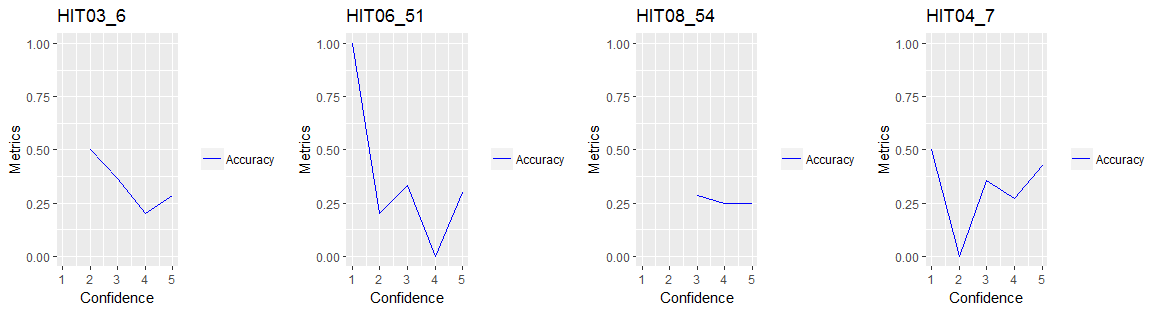 HIT03_6
1.00
0.75
0.50
0.25
0.00
Metrics
1 2 3 4 5
Confidence
Accuracy
HIT06_51
1.00
0.75
0.50
0.25
0.00
Metrics
1 2 3 4 5
Confidence
Accuracy
HIT08_54
1.00
0.75
0.50
0.25
0.00
Metrics
1 2 3 4 5
Confidence
Accuracy
HIT04_7
1.00
0.75
0.50
0.25
0.00
Metrics
1 2 3 4 5
Confidence
Accuracy